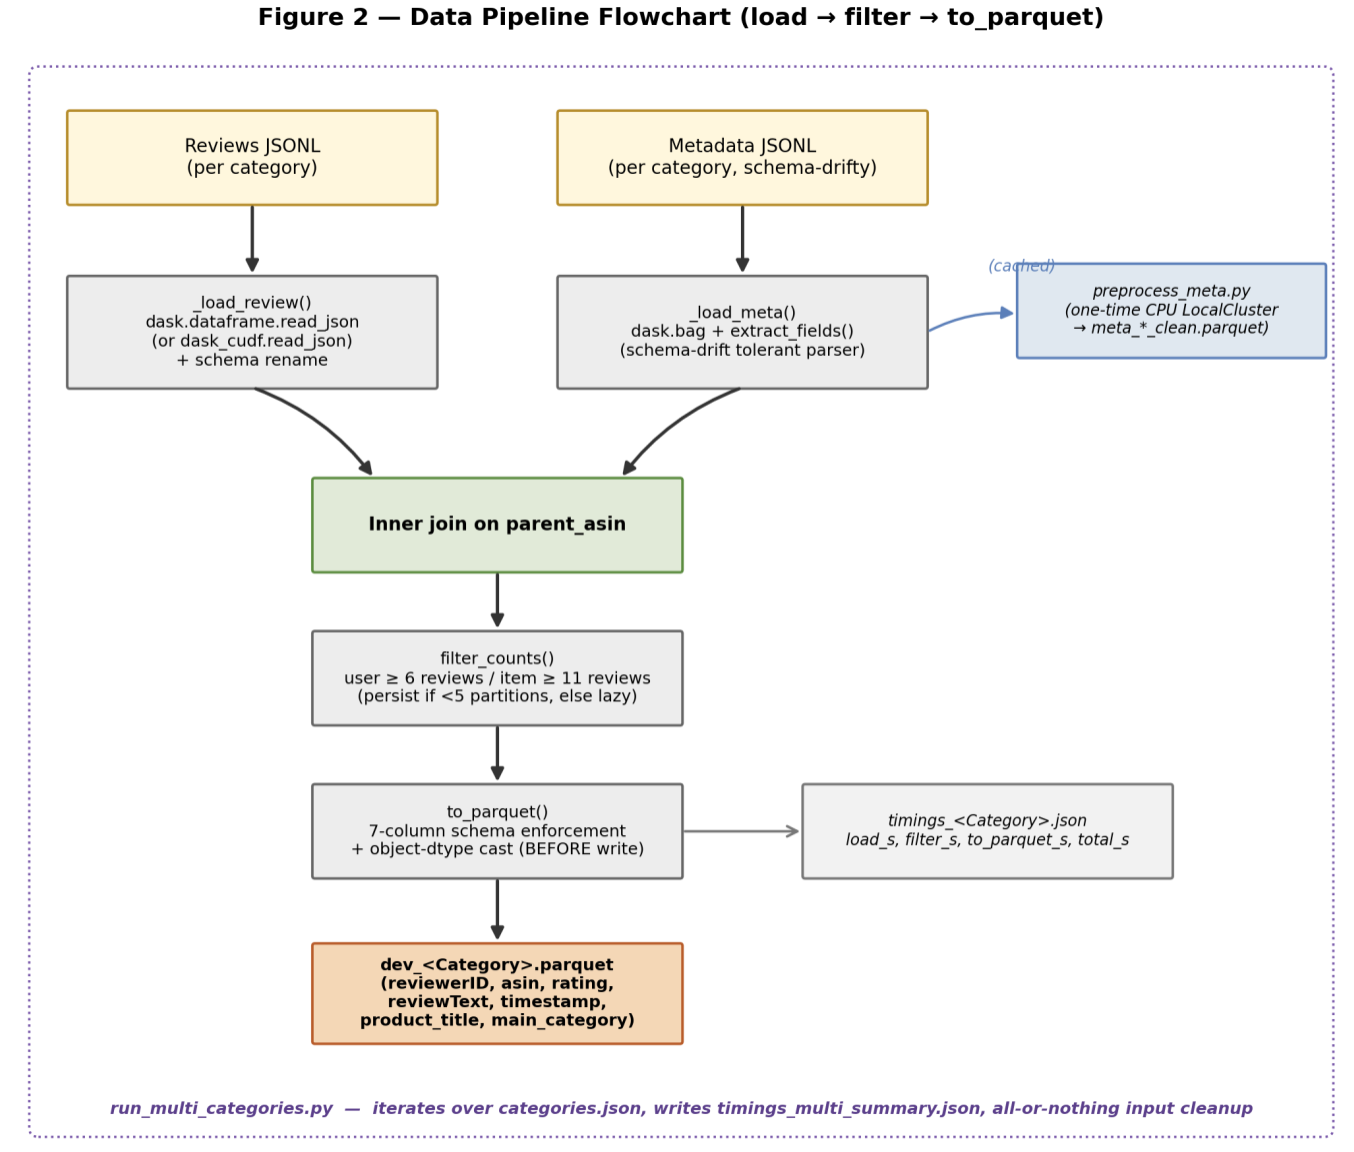 Figure 2 — Data Pipeline Flowchart (load → filter → to_parquet)
Reviews JSONL
(per category)
Metadata JSONL
(per category, schema-drifty)
_load_review()
dask.dataframe.read_json
(or dask_cudf.read_json)
+ schema rename
_load_meta()
dask.bag + extract_fields()
(schema-drift tolerant parser)
(cached)
preprocess_meta.py
(one-time CPU LocalCluster
→ meta_*_clean.parquet)
Inner join on parent_asin
filter_counts()
user ≥ 6 reviews / item ≥ 11 reviews
(persist if <5 partitions, else lazy)
to_parquet()
7-column schema enforcement
+ object-dtype cast (BEFORE write)
timings_<Category>.json
load_s, filter_s, to_parquet_s, total_s
dev_<Category>.parquet
(reviewerID, asin, rating,
reviewText, timestamp,
product_title, main_category)
run_multi_categories.py — iterates over categories.json, writes timings_multi_summary.json, all-or-nothing input cleanup